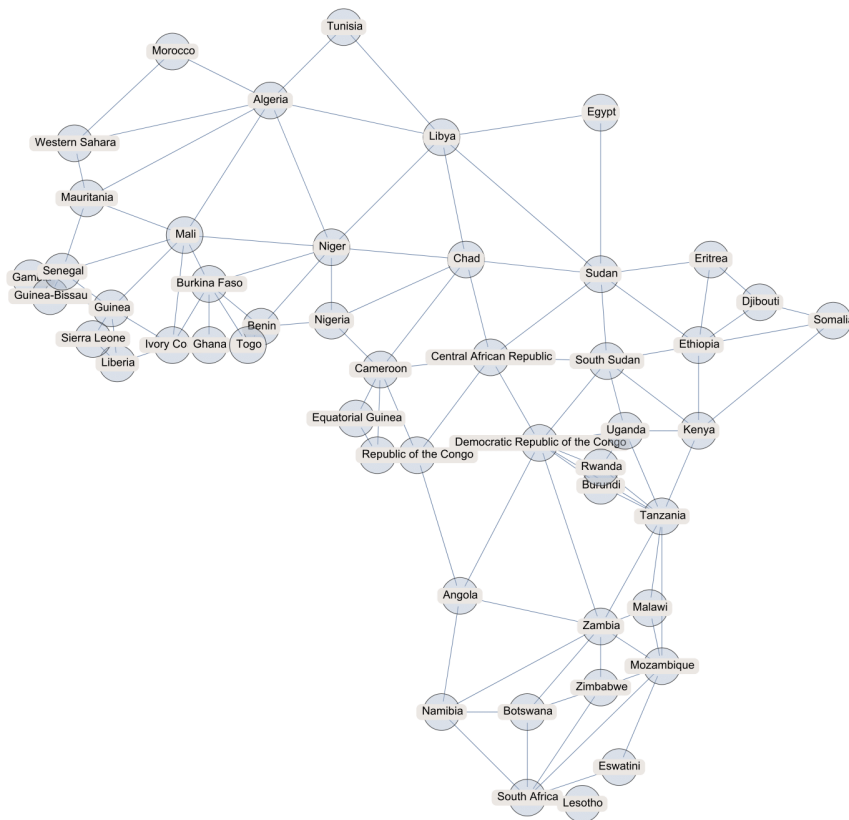 Tunisia
Morocco
Algeria
Egypt
Libya
Western Sahara
Mauritania
Mali
Niger
Chad
Sudan
Eritrea
Senegal
Guinea-Bissau
Burkina Faso
Djibouti
Guinea
Somalia
Benin
Nigeria
Sierra Leone
Liberia
Ivory Co
Ghana
Togo
Ethiopia
Central African Republic
South Sudan
Cameroon
Equatorial Guinea
Republic of the Congo
Democratic Republic of the Congo
Uganda
Kenya
Rwanda
Burundi
Tanzania
Angola
Malawi
Zambia
Mozambique
Zimbabwe
Namibia
Botswana
Eswatini
South Africa
Lesotho